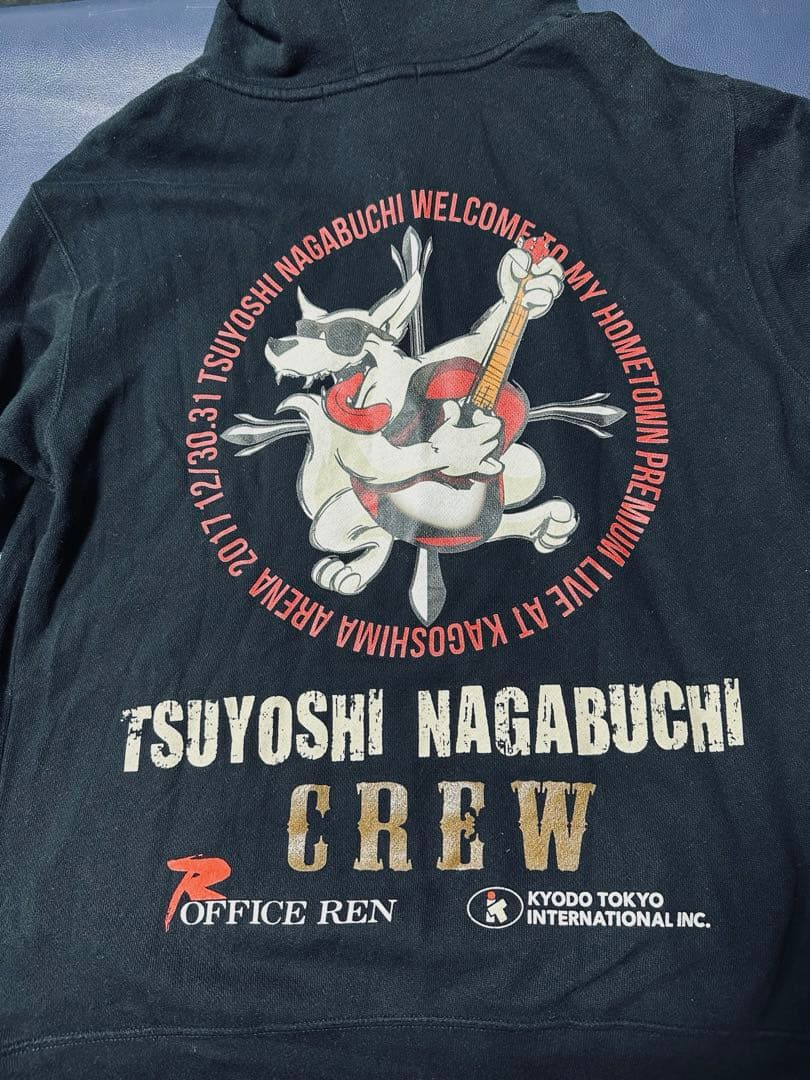 TSUYOSHI NAGABUCHI WELCOME TO MY HOMETOWN PREMIUM LIVE AT KAGOSHIMA ARENA 2017 12/30.31
TSUYOSHI NAGABUCHI
CREW
R OFFICE REN
KYODO TOKYO
INTERNATIONAL INC.